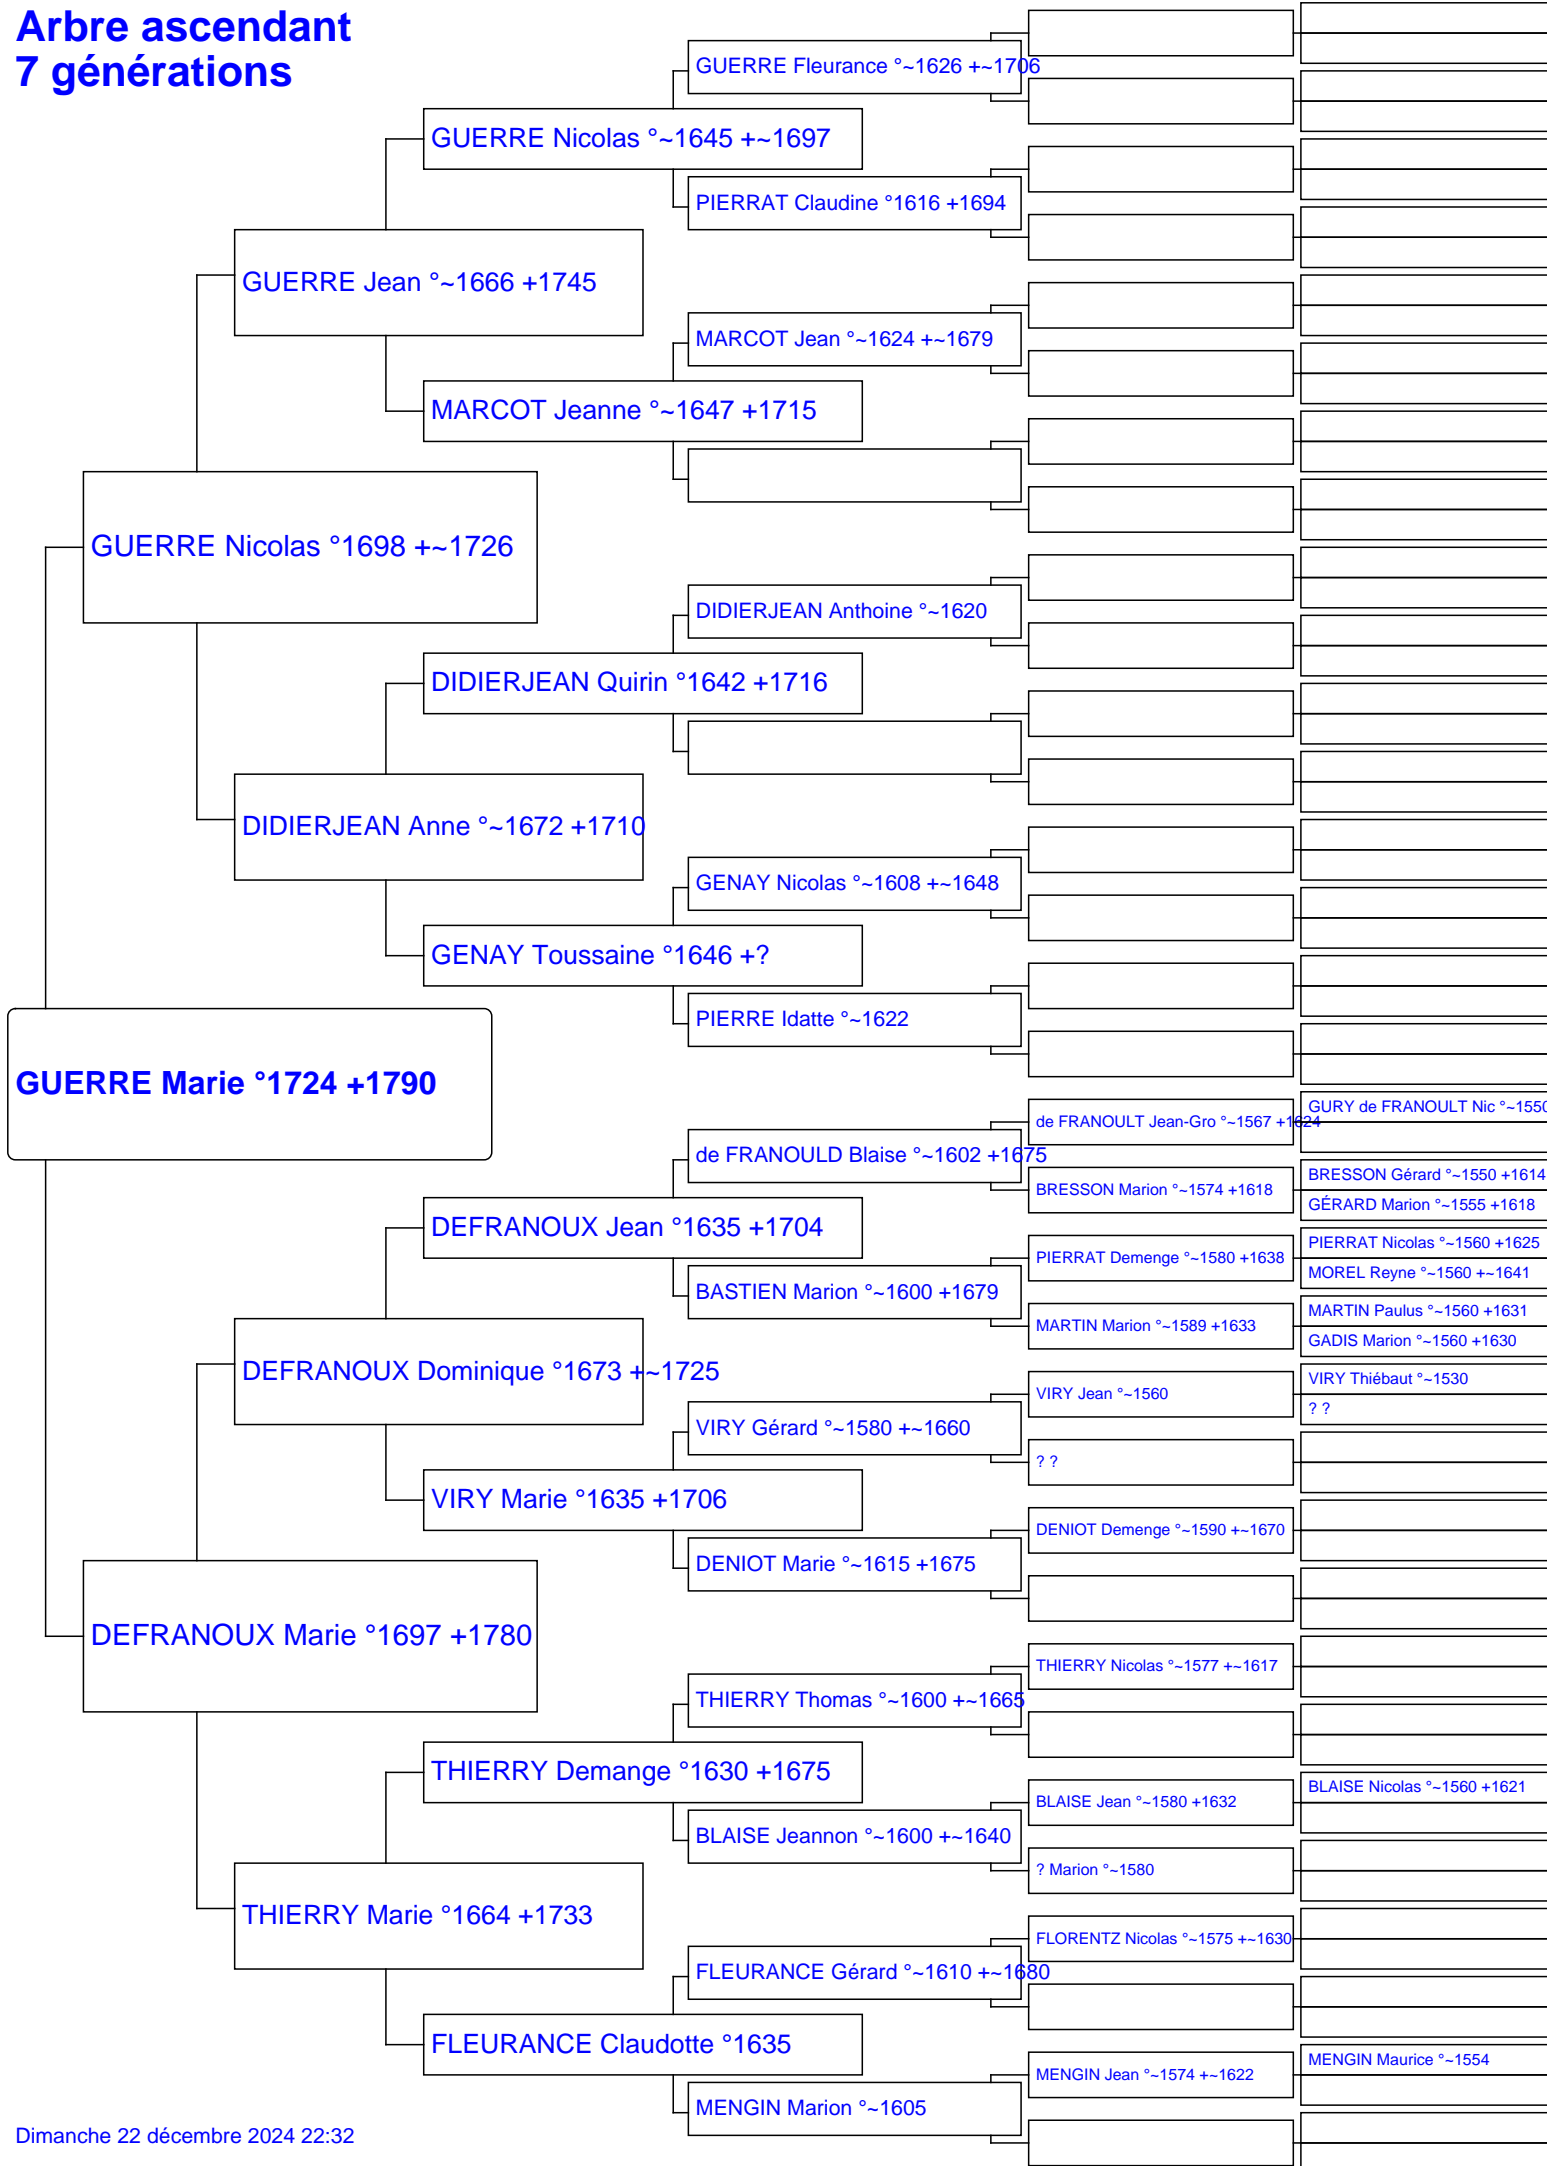 Arbre ascendant
7 générations
GUERRE Fleurance °~1626 +~1706
GUERRE Nicolas °~1645 +~1697
PIERRAT Claudine °1616 +1694
GUERRE Jean °~1666 +1745
MARCOT Jean °~1624 +~1679
MARCOT Jeanne °~1647 +1715
GUERRE Nicolas °1698 +~1726
DIDIERJEAN Anthoine °~1620
DIDIERJEAN Quirin °1642 +1716
DIDIERJEAN Anne °~1672 +1710
GENAY Nicolas °~1608 +~1648
GENAY Toussaine °1646 +?
PIERRE Idatte °~1622
GUERRE Marie °1724 +1790
GURY de FRANOULT Nic °~1550
de FRANOULT Jean-Gro °~1567 +1624
de FRANOULD Blaise °~1602 +1675
BRESSON Gérard °~1550 +1614
BRESSON Marion °~1574 +1618
GÉRARD Marion °~1555 +1618
DEFRANOUX Jean °1635 +1704
PIERRAT Nicolas °~1560 +1625
PIERRAT Demenge °~1580 +1638
MOREL Reyne °~1560 +~1641
BASTIEN Marion °~1600 +1679
MARTIN Paulus °~1560 +1631
MARTIN Marion °~1589 +1633
GADIS Marion °~1560 +1630
DEFRANOUX Dominique °1673 +~1725
VIRY Thiébaut °~1530
VIRY Jean °~1560
? ?
VIRY Gérard °~1580 +~1660
? ?
VIRY Marie °1635 +1706
DENIOT Demenge °~1590 +~1670
DENIOT Marie °~1615 +1675
DEFRANOUX Marie °1697 +1780
THIERRY Nicolas °~1577 +~1617
THIERRY Thomas °~1600 +~1665
THIERRY Demange °1630 +1675
BLAISE Nicolas °~1560 +1621
BLAISE Jean °~1580 +1632
BLAISE Jeannon °~1600 +~1640
? Marion °~1580
THIERRY Marie °1664 +1733
FLORENTZ Nicolas °~1575 +~1630
FLEURANCE Gérard °~1610 +~1680
FLEURANCE Claudotte °1635
MENGIN Maurice °~1554
MENGIN Jean °~1574 +~1622
MENGIN Marion °~1605
Dimanche 22 décembre 2024 22:32